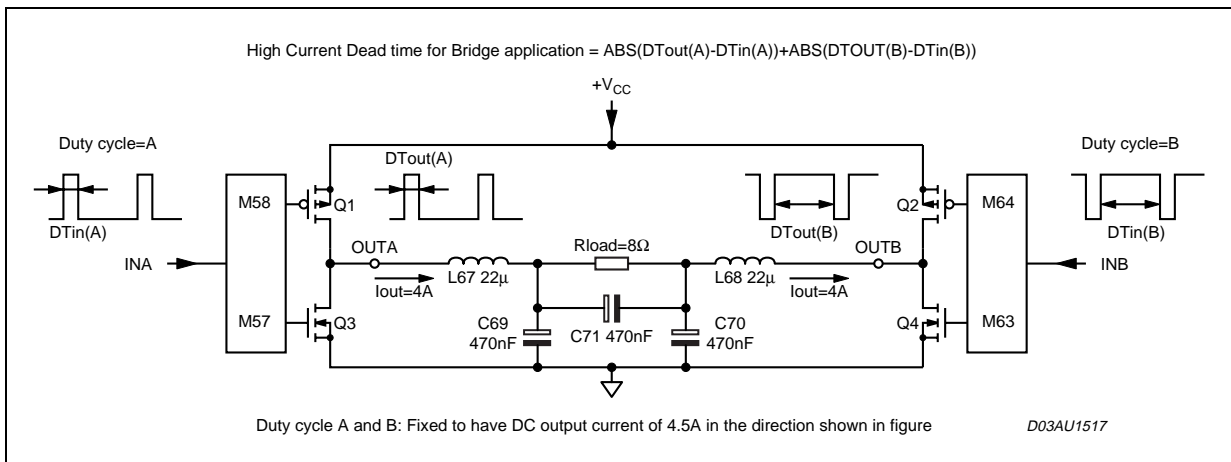 High Current Dead time for Bridge application = ABS(DTout(A)-DTin(A))+ABS(DTOUT(B)-DTin(B))
+VCC
Duty cycle=A
DTout(A)
Duty cycle=B
M58
Q1
Q2
M64
DTin(A)
DTout(B)
DTin(B)
OUTA
Rload=8Ω
OUTB
INA
INB
L67 22μ
L68 22μ
Iout=4A
Iout=4A
M57
Q3
C69
470nF
C71 470nF
C70
470nF
Q4
M63
Duty cycle A and B: Fixed to have DC output current of 4.5A in the direction shown in figure
D03AU1517